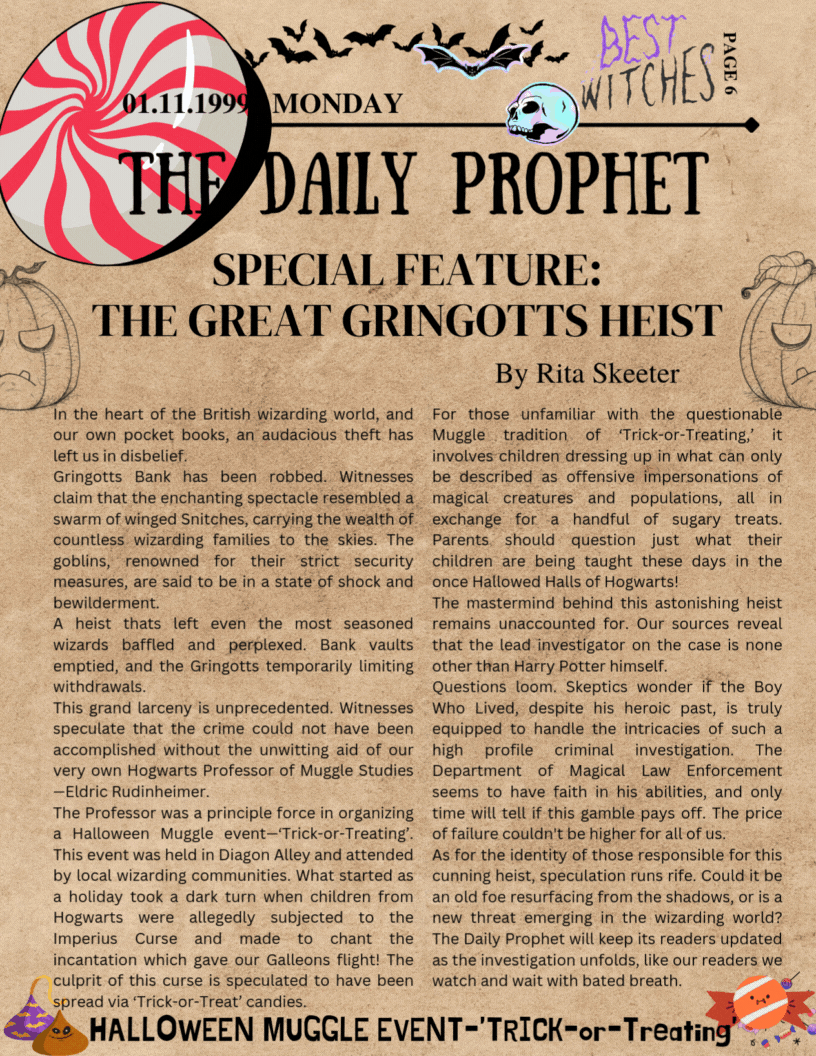 BEST
WITCHES
PAGE 6
01.11.1999 MONDAY
THE DAILY PROPHET
SPECIAL FEATURE:
THE GREAT GRINGOTTS HEIST
By Rita Skeeter
In the heart of the British wizarding world, and
our own pocket books, an audacious theft has
left us in disbelief.
Gringotts Bank has been robbed. Witnesses
claim that the enchanting spectacle resembled a
swarm of winged Snitches, carrying the wealth of
countless wizarding families to the skies. The
goblins, renowned for their strict security
measures, are said to be in a state of shock and
bewilderment.
A heist thats left even the most seasoned
wizards baffled and perplexed. Bank vaults
emptied, and the Gringotts temporarily limiting
withdrawals.
This grand larceny is unprecedented. Witnesses
speculate that the crime could not have been
accomplished without the unwitting aid of our
very own Hogwarts Professor of Muggle Studies
—Eldric Rudinheimer.
The Professor was a principle force in organizing
a Halloween Muggle event—‘Trick-or-Treating’.
This event was held in Diagon Alley and attended
by local wizarding communities. What started as
a holiday took a dark turn when children from
Hogwarts were allegedly subjected to the
Imperius Curse and made to chant the
incantation which gave our Galleons flight! The
culprit of this curse is speculated to have been
spread via ‘Trick-or-Treat’ candies.
For those unfamiliar with the questionable
Muggle tradition of ‘Trick-or-Treating,’ it
involves children dressing up in what can only
be described as offensive impersonations of
magical creatures and populations, all in
exchange for a handful of sugary treats.
Parents should question just what their
children are being taught these days in the
once Hallowed Halls of Hogwarts!
The mastermind behind this astonishing heist
remains unaccounted for. Our sources reveal
that the lead investigator on the case is none
other than Harry Potter himself.
Questions loom. Skeptics wonder if the Boy
Who Lived, despite his heroic past, is truly
equipped to handle the intricacies of such a
high profile criminal investigation. The
Department of Magical Law Enforcement
seems to have faith in his abilities, and only
time will tell if this gamble pays off. The price
of failure couldn't be higher for all of us.
As for the identity of those responsible for this
cunning heist, speculation runs rife. Could it be
an old foe resurfacing from the shadows, or is a
new threat emerging in the wizarding world?
The Daily Prophet will keep its readers updated
as the investigation unfolds, like our readers we
watch and wait with bated breath.
HALLOWEEN MUGGLE EVENT-'TRICK-or-Treating'